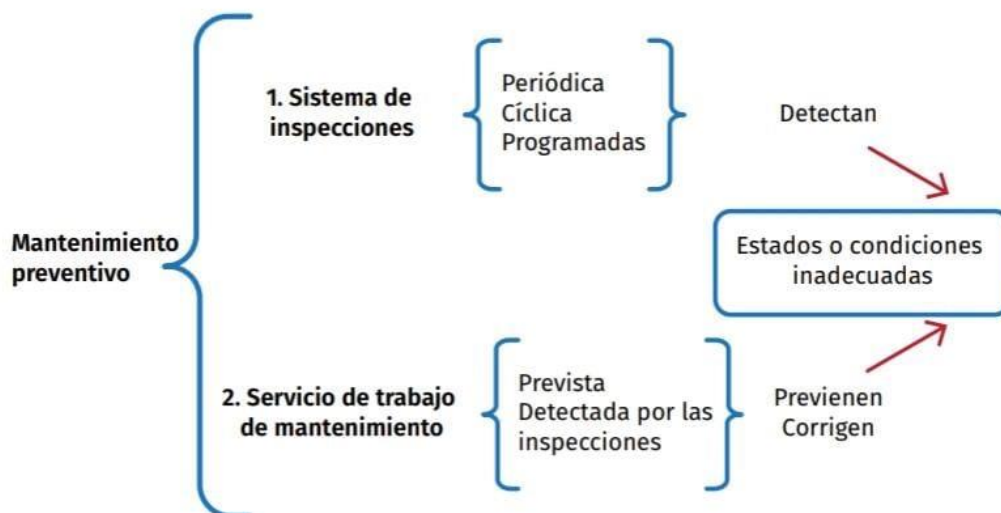 Mantenimiento
preventivo
1. Sistema de
inspecciones
Periódica
Cíclica
Programadas
Detectan
Estados o condiciones
inadecuadas
2. Servicio de trabajo
de mantenimiento
Prevista
Detectada por las
inspecciones
Previenen
Corrigen